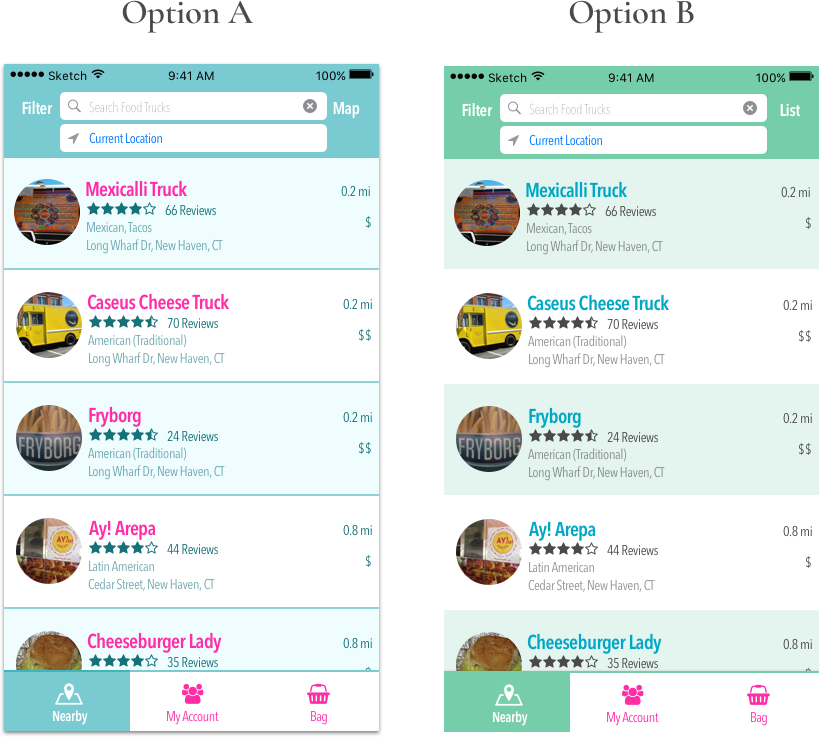 Option A
Sketch 9:41 AM 100%
Filter Search Food Trucks Map
Current Location
Mexicalli Truck 0.2 mi
66 Reviews $
Mexican, Tacos
Long Wharf Dr, New Haven, CT
Caseus Cheese Truck 0.2 mi
70 Reviews $$
American (Traditional)
Long Wharf Dr, New Haven, CT
FRYBORG
Fryborg 0.2 mi
24 Reviews $$
American (Traditional)
Long Wharf Dr, New Haven, CT
AY!
Ay! Arepa 0.8 mi
44 Reviews $
Latin American
Cedar Street, New Haven, CT
Cheeseburger Lady 0.8 mi
35 Reviews
Nearby My Account Bag
Option B
Sketch 9:41 AM 100%
Filter Search Food Trucks List
Current Location
Mexicalli Truck 0.2 mi
66 Reviews $
Mexican, Tacos
Long Wharf Dr, New Haven, CT
Caseus Cheese Truck 0.2 mi
70 Reviews $$
American (Traditional)
Long Wharf Dr, New Haven, CT
FRYBORG
Fryborg 0.2 mi
24 Reviews $$
American (Traditional)
Long Wharf Dr, New Haven, CT
AY!
Ay! Arepa 0.8 mi
44 Reviews $
Latin American
Cedar Street, New Haven, CT
Cheeseburger Lady 0.8 mi
35 Reviews
Nearby My Account Bag